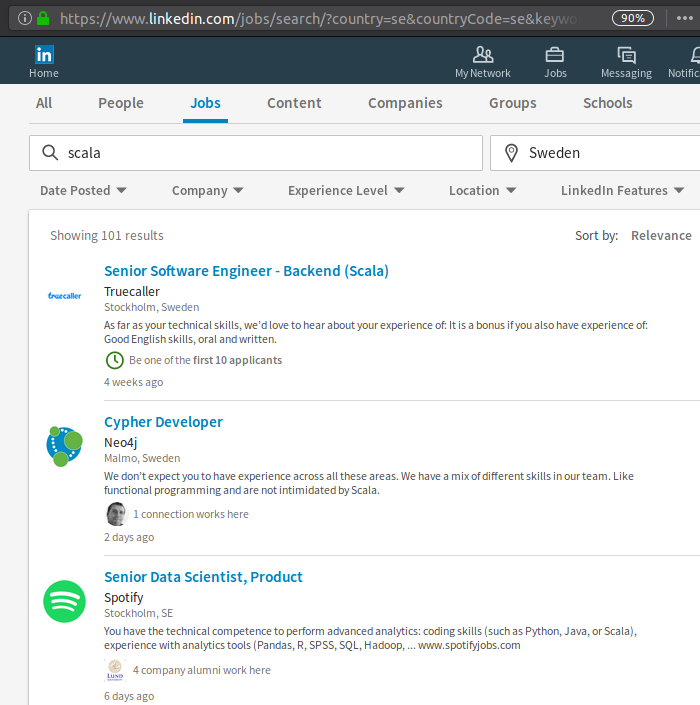 https://www.linkedin.com/jobs/search/?country=se&countryCode=se&keywo
90%
in
Home
My Network
Jobs
Messaging
Notific
All
People
Jobs
Content
Companies
Groups
Schools
scala
Sweden
Date Posted
Company
Experience Level
Location
LinkedIn Features
Showing 101 results
Sort by: Relevance
Senior Software Engineer - Backend (Scala)
truecaller
Truecaller
Stockholm, Sweden
As far as your technical skills, we'd love to hear about your experience of: It is a bonus if you also have experience of:
Good English skills, oral and written.
Be one of the first 10 applicants
4 weeks ago
Cypher Developer
Neo4j
Malmo, Sweden
We don't expect you to have experience across all these areas. We have a mix of different skills in our team. Like
functional programming and are not intimidated by Scala.
1 connection works here
2 days ago
Senior Data Scientist, Product
Spotify
Stockholm, SE
You have the technical competence to perform advanced analytics: coding skills (such as Python, Java, or Scala),
experience with analytics tools (Pandas, R, SPSS, SQL, Hadoop, ... www.spotifyjobs.com
LUND
4 company alumni work here
6 days ago